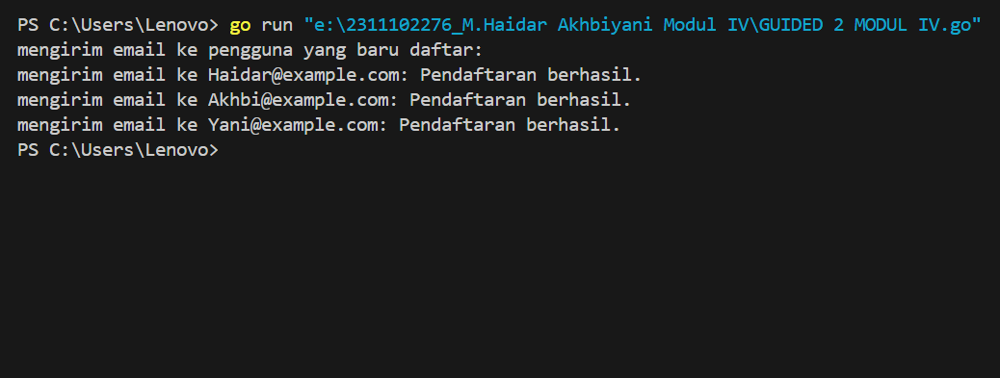 PS C:\Users\Lenovo> go run "e:\2311102276_M.Haidar Akhbiyani Modul IV\GUIDED 2 MODUL IV.go"
mengirim email ke pengguna yang baru daftar:
mengirim email ke Haidar@example.com: Pendaftaran berhasil.
mengirim email ke Akhbi@example.com: Pendaftaran berhasil.
mengirim email ke Yani@example.com: Pendaftaran berhasil.
PS C:\Users\Lenovo>